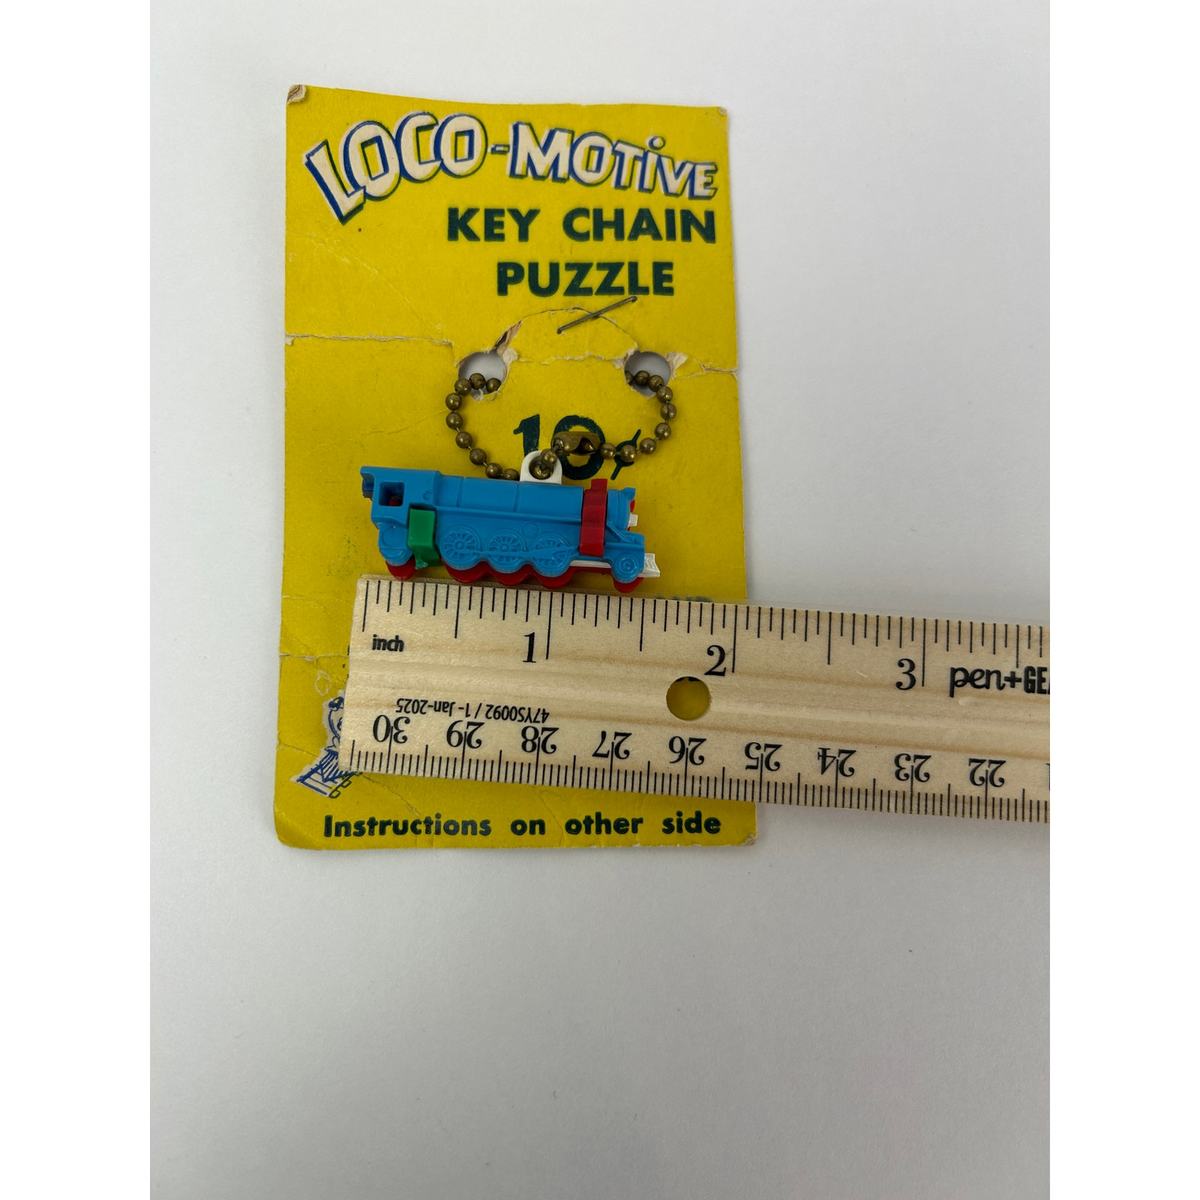 LOCO-MOTiVE
KEY CHAIN
PUZZLE
10¢
inch
1
2
3
pen+GE
47YS0092 / 1-Jan-2025
30 29 28 27 26 25 24 23 22
Instructions on other side